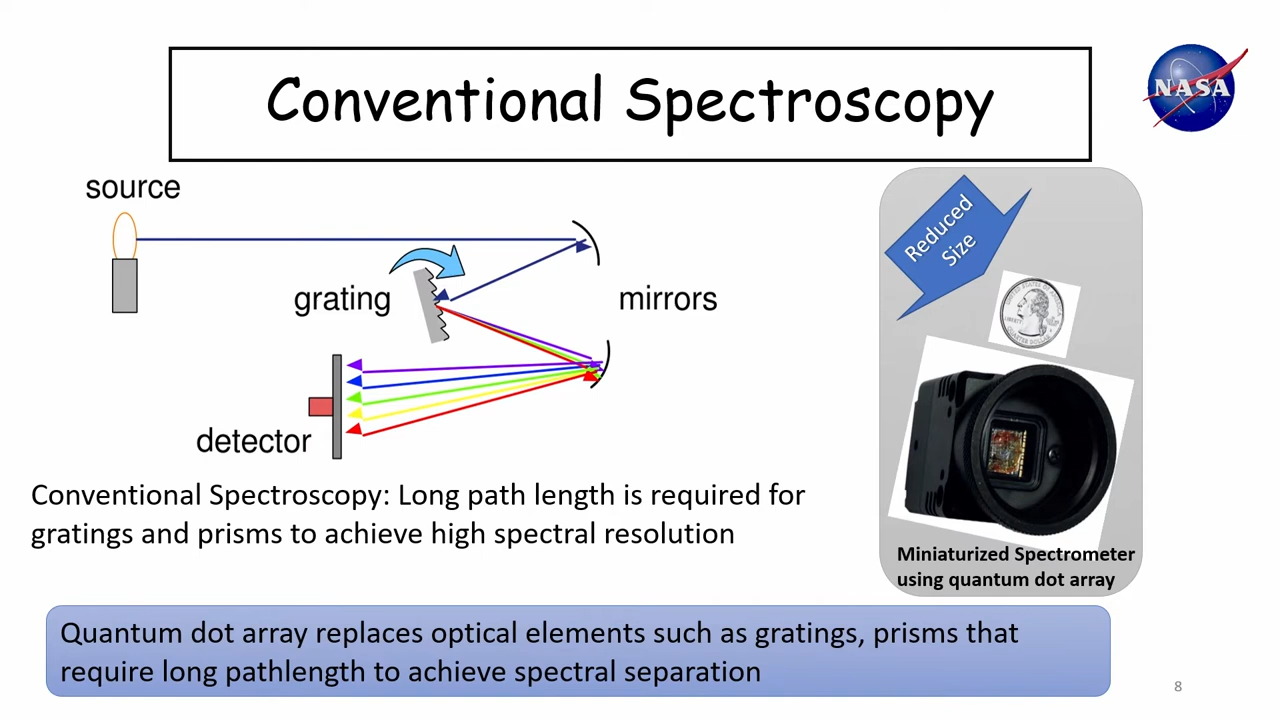 Conventional Spectroscopy
NASA
source
grating
mirrors
detector
Reduced
Size
Conventional Spectroscopy: Long path length is required for
gratings and prisms to achieve high spectral resolution
Miniaturized Spectrometer
using quantum dot array
Quantum dot array replaces optical elements such as gratings, prisms that
require long pathlength to achieve spectral separation
8